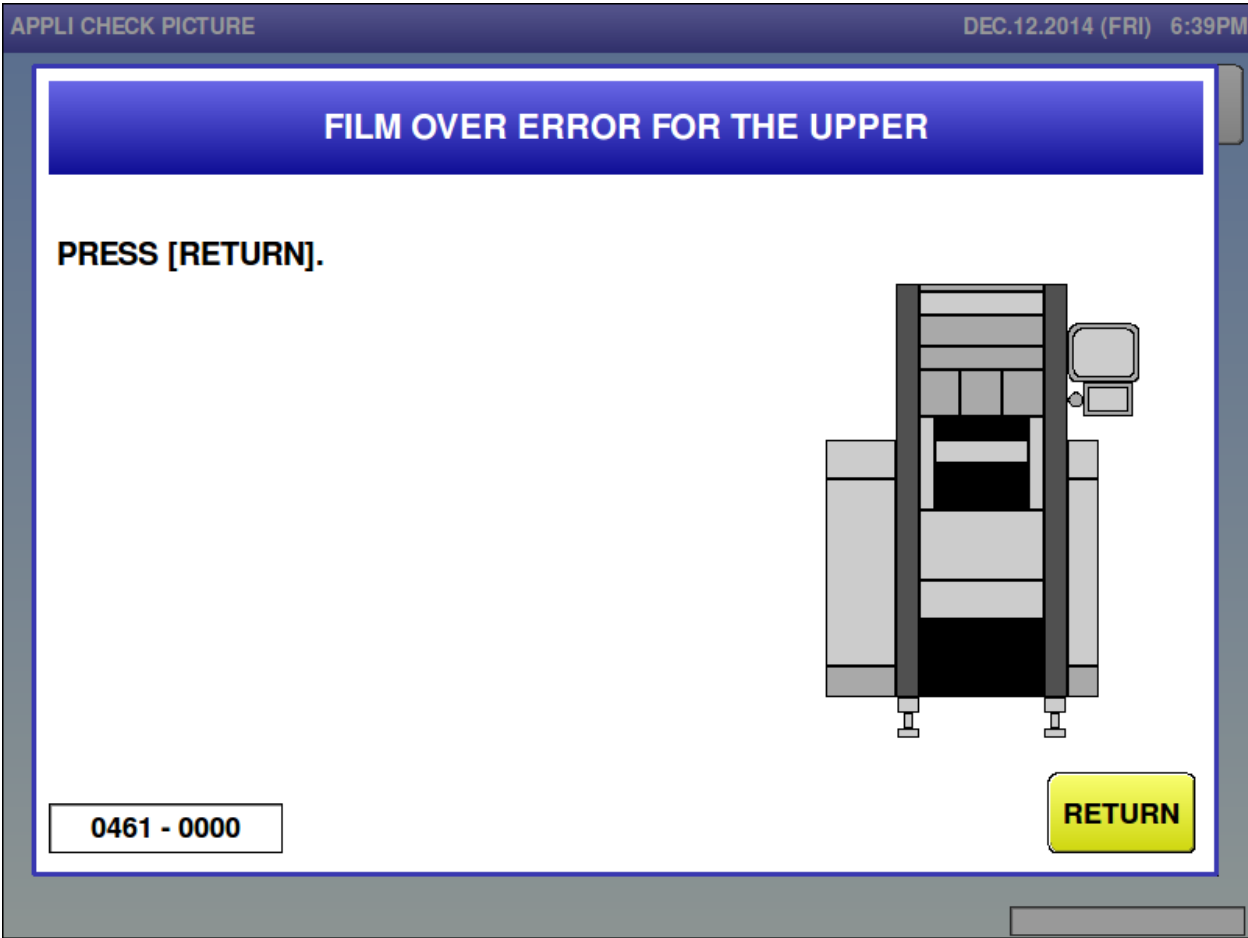 APPLI CHECK PICTURE DEC.12.2014 (FRI) 6:39PM
FILM OVER ERROR FOR THE UPPER
PRESS [RETURN].
RETURN
0461 - 0000